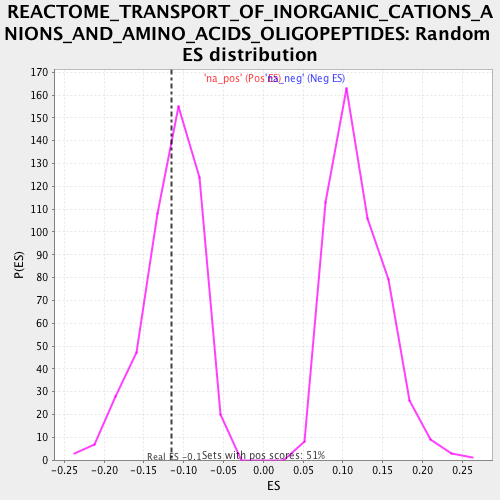 REACTOME_TRANSPORT_OF_INORGANIC_CATIONS_A
NIONS_AND_AMINO_ACIDS_OLIGOPEPTIDES: Random
ES distribution
'na_pos' (Pos ES) 'na_neg' (Neg ES)
170
160
150
140
130
120
110
100
90
80
70
60
50
40
30
20
10
0
P(ES)
Real ES -0.1 Sets with pos scores: 51%
-0.25 -0.20 -0.15 -0.10 -0.05 0.00 0.05 0.10 0.15 0.20 0.25
ES